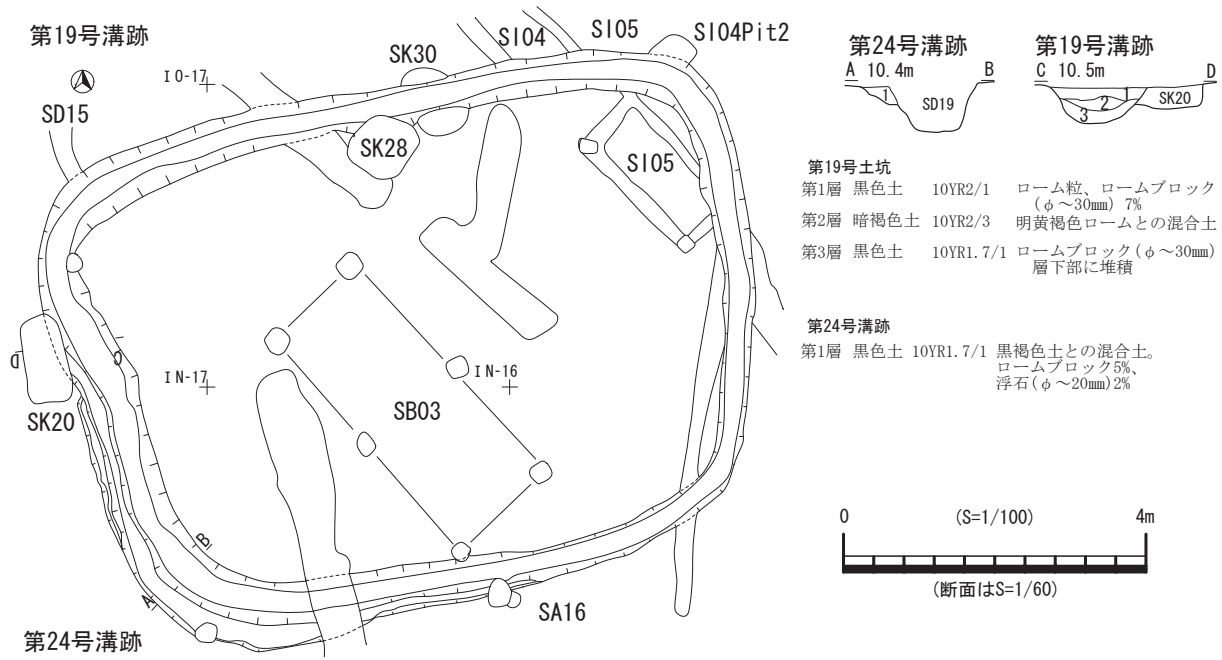 第19号溝跡
SK30
SI04
SI05
SI04Pit2
IO-17
SD15
SK28
SI05
SK20
D
C
IN-17
IN-16
SB03
B
A
SA16
第24号溝跡
第24号溝跡
A 10.4m B
1
SD19
第19号溝跡
C 10.5m D
1
2
3
SK20
第19号土坑
第1層 黒色土 10YR2/1 ローム粒、ロームブロック
(φ～30mm) 7%
第2層 暗褐色土 10YR2/3 明黄褐色ロームとの混合土
第3層 黒色土 10YR1.7/1 ロームブロック(φ～30mm)
層下部に堆積
第24号溝跡
第1層 黒色土 10YR1.7/1 黒褐色土との混合土。
ロームブロック5%、
浮石(φ～20mm)2%
0 (S=1/100) 4m
(断面はS=1/60)